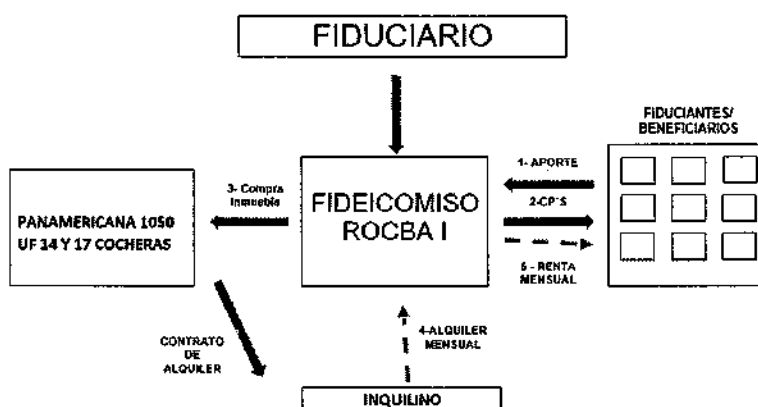 FIDUCIARIO
FIDUCIANTES/
BENEFICIARIOS
1- APORTE
3- Compra
Inmueble
FIDEICOMISO
ROCBA I
2-CP'S
PANAMERICANA 1050
UF 14 Y 17 COCHERAS
5 - RENTA
MENSUAL
CONTRATO
DE
ALQUILER
4-ALQUILER
MENSUAL
INQUILINO